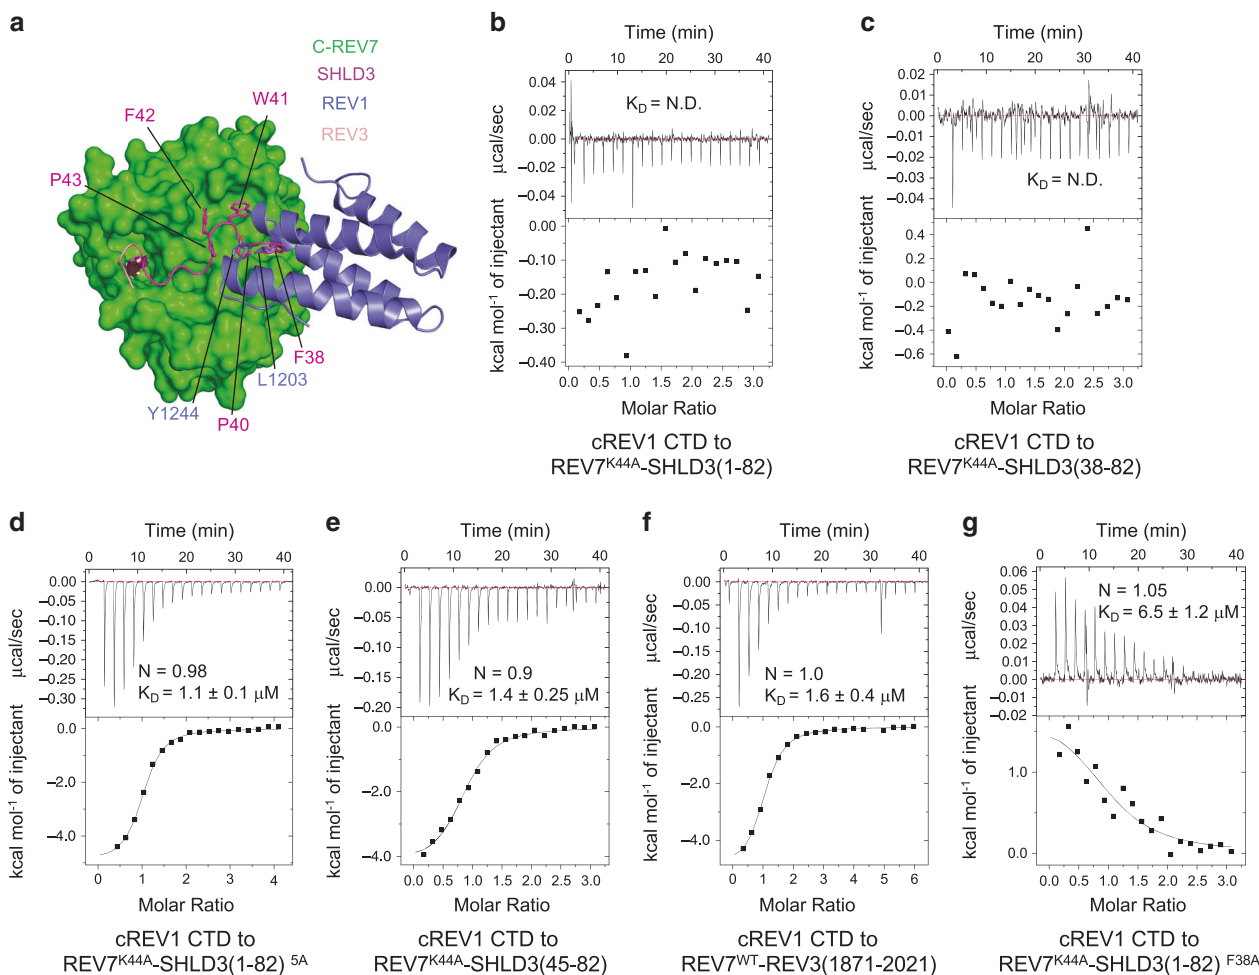 a
C-REV7
SHLD3
REV1
REV3
W41
F42
P43
F38
L1203
Y1244
P40
b
Time (min)
0 10 20 30 40
0.04
0.02
0.00
−0.02
−0.04
µcal/sec
K_D = N.D.
−0.10
−0.20
−0.30
−0.40
kcal mol⁻¹ of injectant
0.0 0.5 1.0 1.5 2.0 2.5 3.0
Molar Ratio
cREV1 CTD to
REV7ᴷ⁴⁴ᴬ-SHLD3(1-82)
c
Time (min)
0 10 20 30 40
0.02
0.01
0.00
−0.01
−0.02
−0.03
−0.04
−0.05
µcal/sec
K_D = N.D.
0.4
0.2
0.0
−0.2
−0.4
−0.6
kcal mol⁻¹ of injectant
0.0 0.5 1.0 1.5 2.0 2.5 3.0
Molar Ratio
cREV1 CTD to
REV7ᴷ⁴⁴ᴬ-SHLD3(38-82)
d
Time (min)
0 10 20 30 40
0.00
−0.05
−0.10
−0.15
−0.20
−0.25
−0.30
µcal/sec
N = 0.98
K_D = 1.1 ± 0.1 µM
0.0
−2.0
−4.0
kcal mol⁻¹ of injectant
0 1 2 3 4
Molar Ratio
cREV1 CTD to
REV7ᴷ⁴⁴ᴬ-SHLD3(1-82) ⁵ᴬ
e
Time (min)
0 10 20 30 40
0.00
−0.05
−0.10
−0.15
−0.20
µcal/sec
N = 0.9
K_D = 1.4 ± 0.25 µM
0.0
−2.0
−4.0
kcal mol⁻¹ of injectant
0.0 0.5 1.0 1.5 2.0 2.5 3.0
Molar Ratio
cREV1 CTD to
REV7ᴷ⁴⁴ᴬ-SHLD3(45-82)
f
Time (min)
0 10 20 30 40
0.00
−0.05
−0.10
−0.15
−0.20
−0.25
µcal/sec
N = 1.0
K_D = 1.6 ± 0.4 µM
0.0
−2.0
−4.0
kcal mol⁻¹ of injectant
0 1 2 3 4 5 6
Molar Ratio
cREV1 CTD to
REV7ᵂᵀ-REV3(1871-2021)
g
Time (min)
0 10 20 30 40
0.06
0.05
0.04
0.03
0.02
0.01
0.00
−0.01
−0.02
µcal/sec
N = 1.05
K_D = 6.5 ± 1.2 µM
1.0
0.0
kcal mol⁻¹ of injectant
0.0 0.5 1.0 1.5 2.0 2.5 3.0
Molar Ratio
cREV1 CTD to
REV7ᴷ⁴⁴ᴬ-SHLD3(1-82) ᶠ³⁸ᴬ